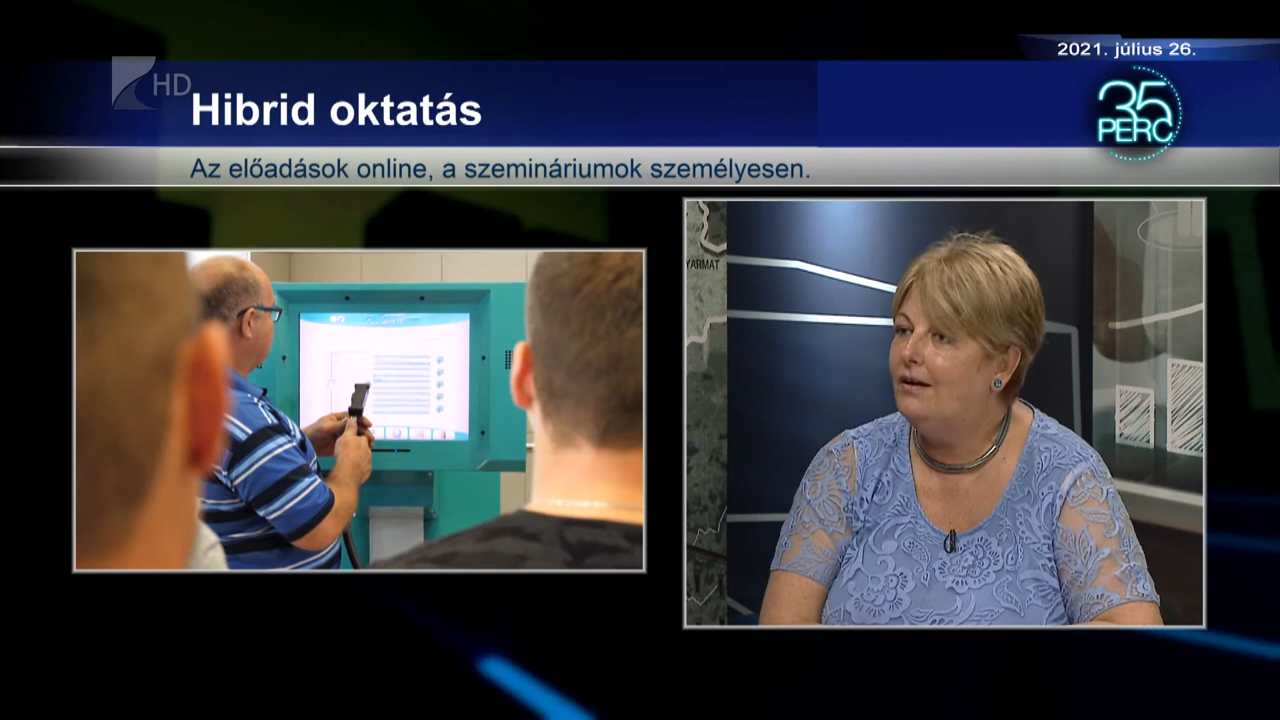 2021. július 26.
HD
Hibrid oktatás
35
PERC
Az előadások online, a szemináriumok személyesen.
YARMAT